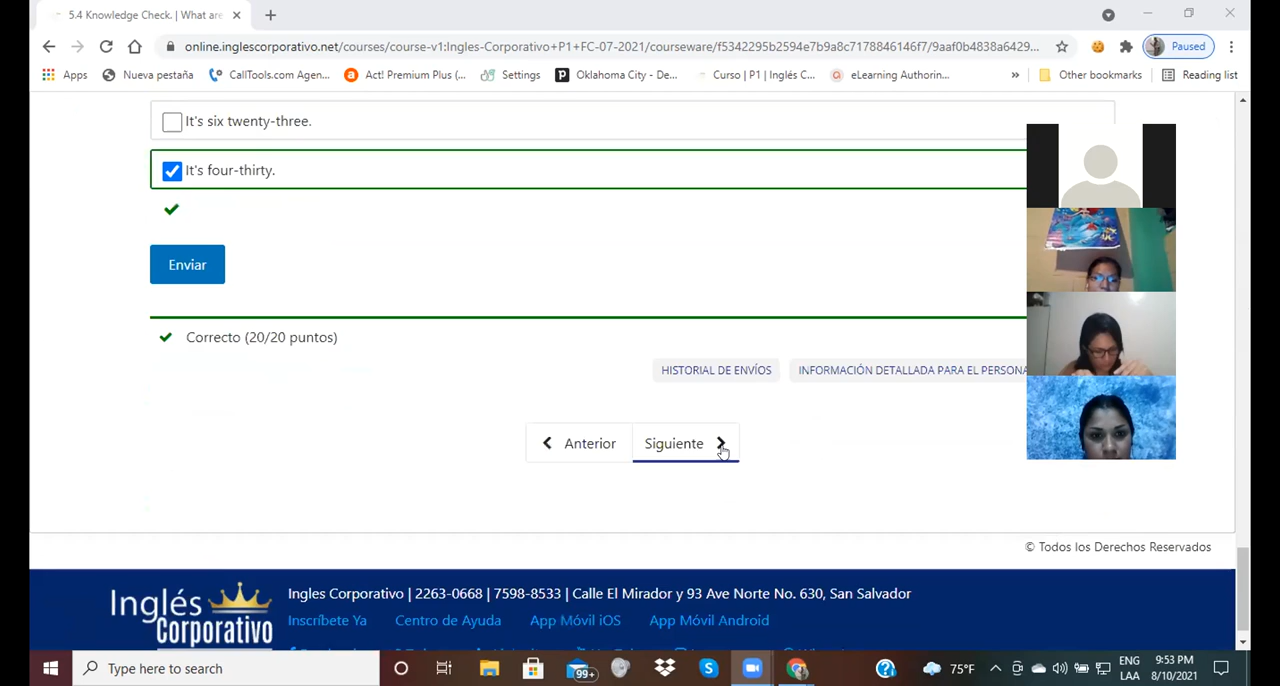 5.4 Knowledge Check. | What are
online.inglescorporativo.net/courses/course-v1:Ingles-Corporativo+P1+FC-07-2021/courseware/f5342295b2594e7b9a8c7178846146f7/9aaf0b4838a6429...
Paused
Apps
Nueva pestaña
CallTools.com Agen...
Act! Premium Plus (...
Settings
Oklahoma City - De...
Curso | P1 | Inglés C...
eLearning Authorin...
»
Other bookmarks
Reading list
It's six twenty-three.
It's four-thirty.
Enviar
Correcto (20/20 puntos)
HISTORIAL DE ENVÍOS
INFORMACIÓN DETALLADA PARA EL PERSONA
Anterior
Siguiente
© Todos los Derechos Reservados
Inglés Corporativo
Ingles Corporativo | 2263-0668 | 7598-8533 | Calle El Mirador y 93 Ave Norte No. 630, San Salvador
Inscríbete Ya
Centro de Ayuda
App Móvil iOS
App Móvil Android
Type here to search
99+
75°F
ENG
LAA
9:53 PM
8/10/2021